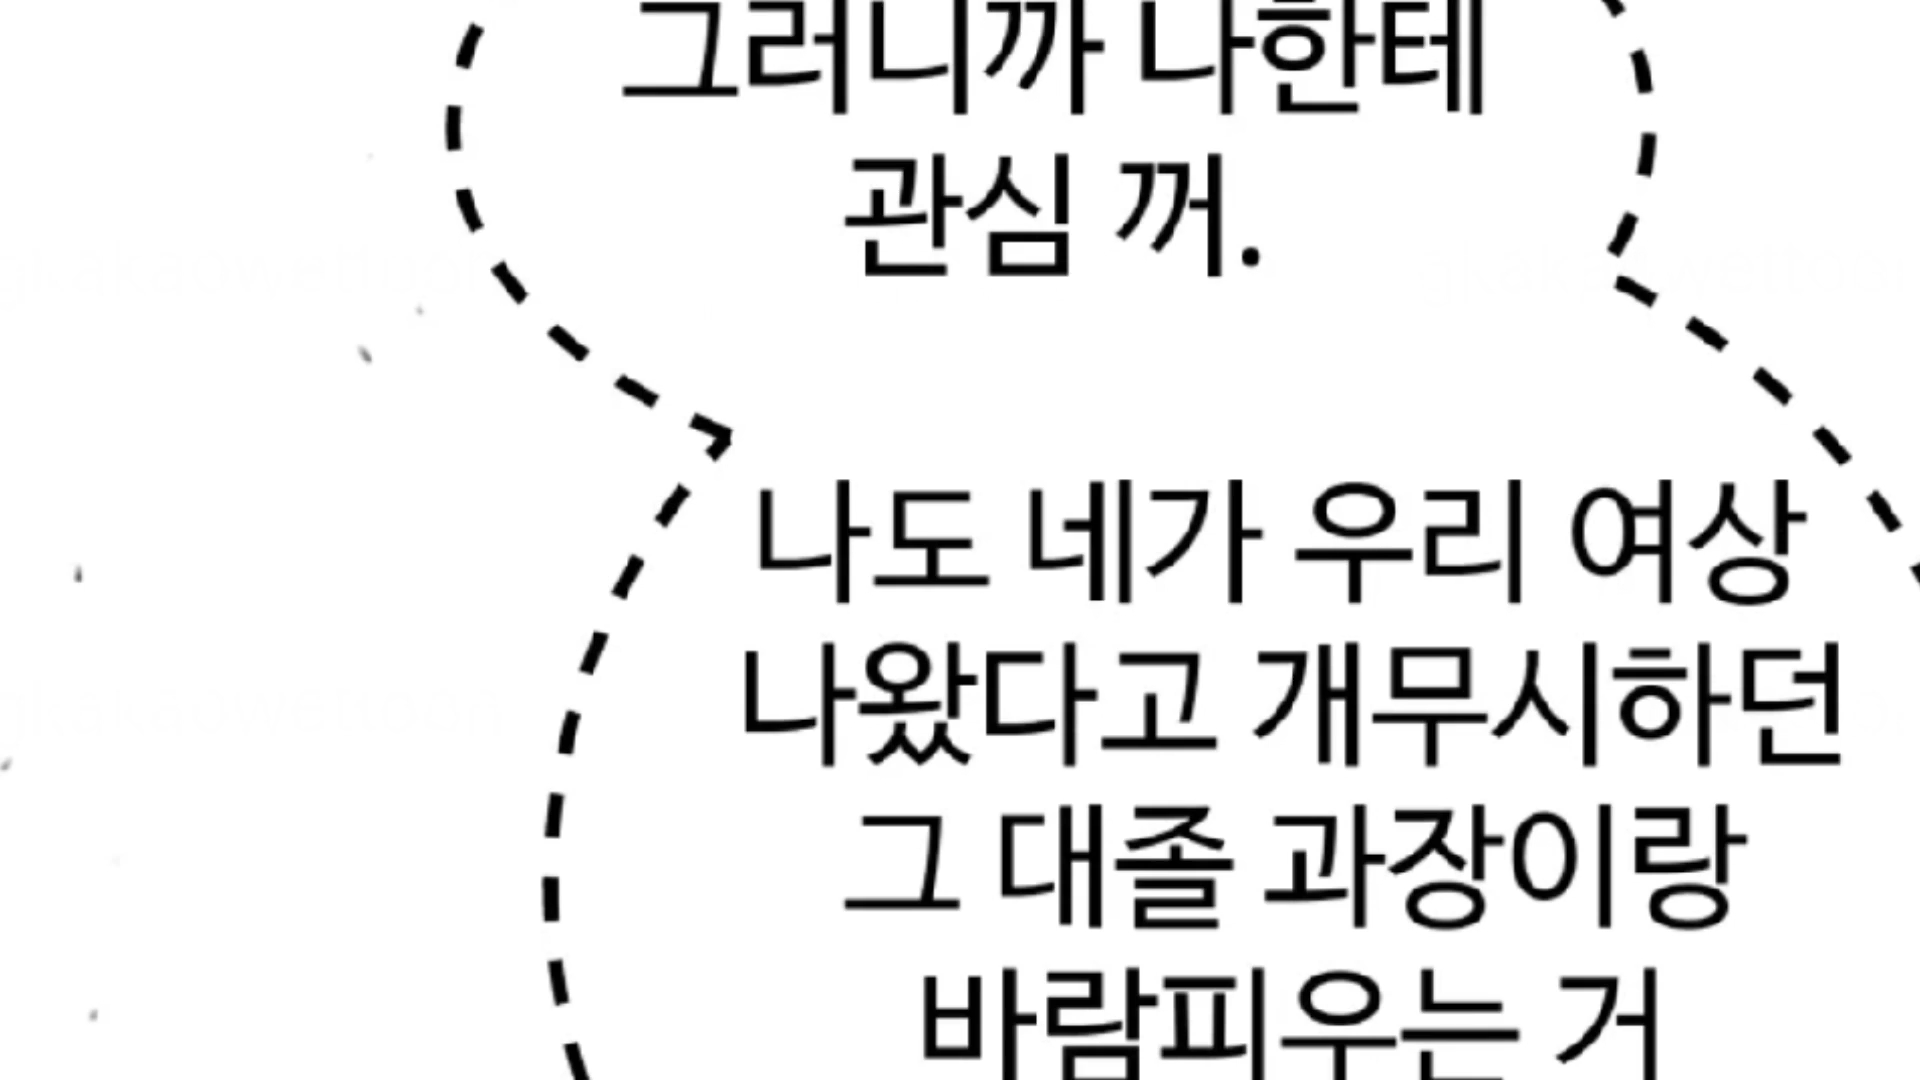 그러니까 나한테
관심 꺼.
나도 네가 우리 여상
나왔다고 개무시하던
그 대졸 과장이랑
바람피우는 거